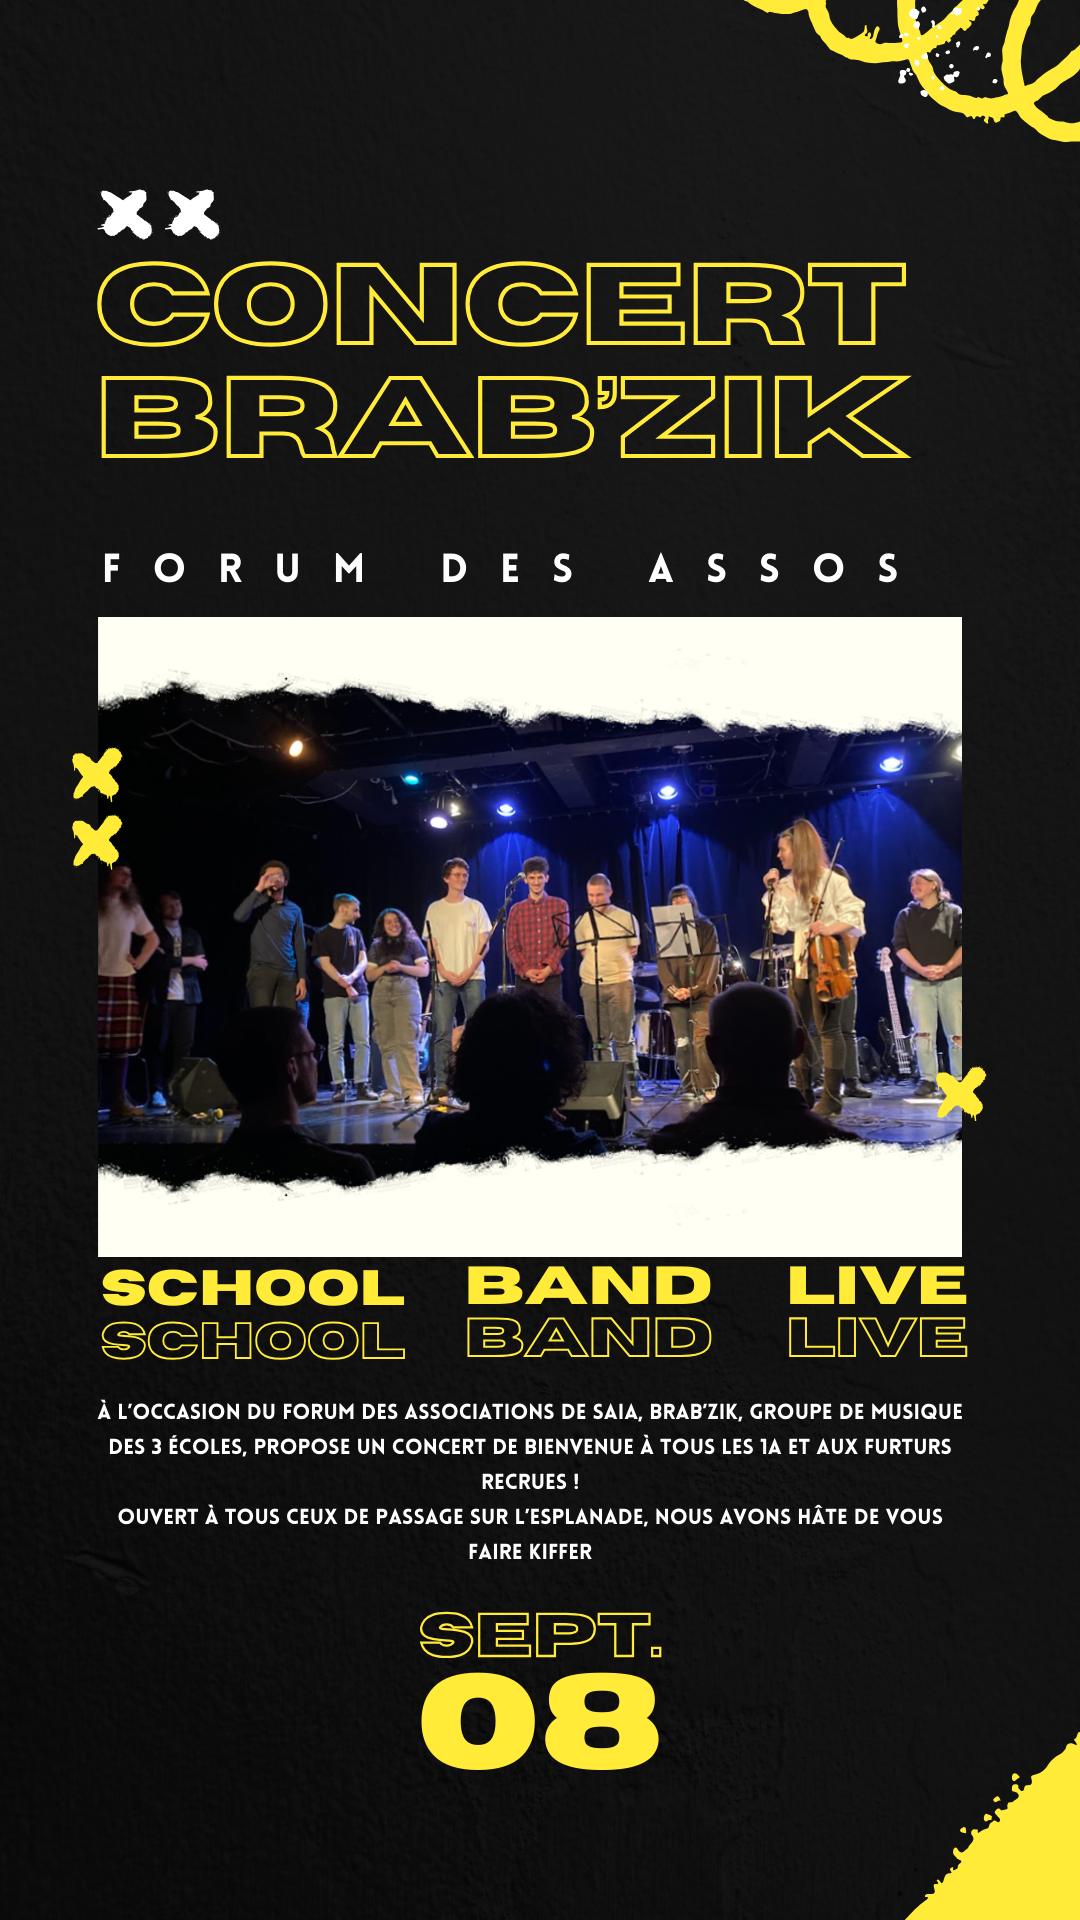 CONCERT
BRAB'ZIK
FORUM DES ASSOS
SCHOOL BAND LIVE
SCHOOL BAND LIVE
À L'OCCASION DU FORUM DES ASSOCIATIONS DE SAIA, BRAB'ZIK, GROUPE DE MUSIQUE
DES 3 ÉCOLES, PROPOSE UN CONCERT DE BIENVENUE À TOUS LES 1A ET AUX FURTURS
RECRUES !
OUVERT À TOUS CEUX DE PASSAGE SUR L'ESPLANADE, NOUS AVONS HÂTE DE VOUS
FAIRE KIFFER
SEPT.
08